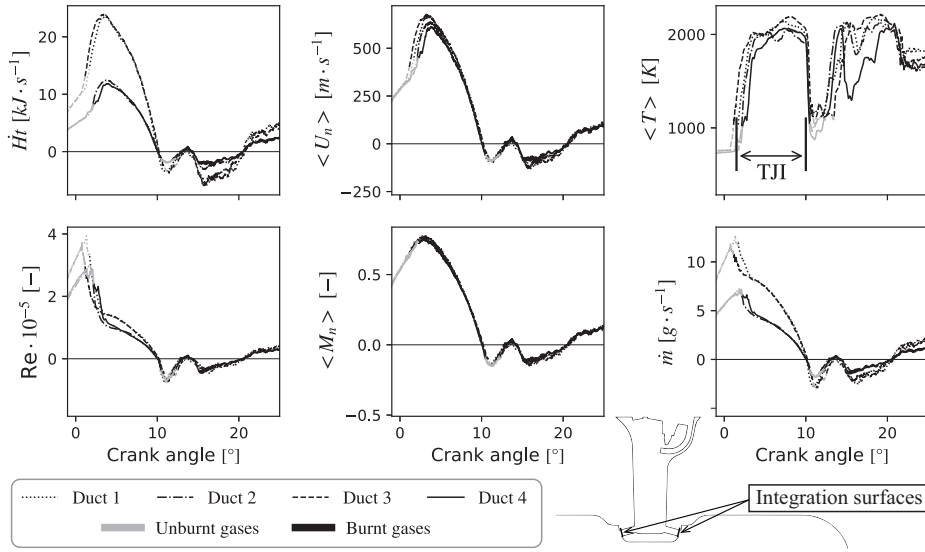 Ḣt [kJ · s⁻¹]
20
10
0
< Uₙ > [m · s⁻¹]
500
250
0
−250
< T > [K]
2000
1000
TJI
Re · 10⁻⁵ [−]
4
2
0
0 10 20
Crank angle [°]
< Mₙ > [−]
0.5
0.0
−0.5
0 10 20
Crank angle [°]
ṁ [g · s⁻¹]
10
5
0
0 10 20
Crank angle [°]
Duct 1 Duct 2 Duct 3 Duct 4
Unburnt gases Burnt gases
Integration surfaces